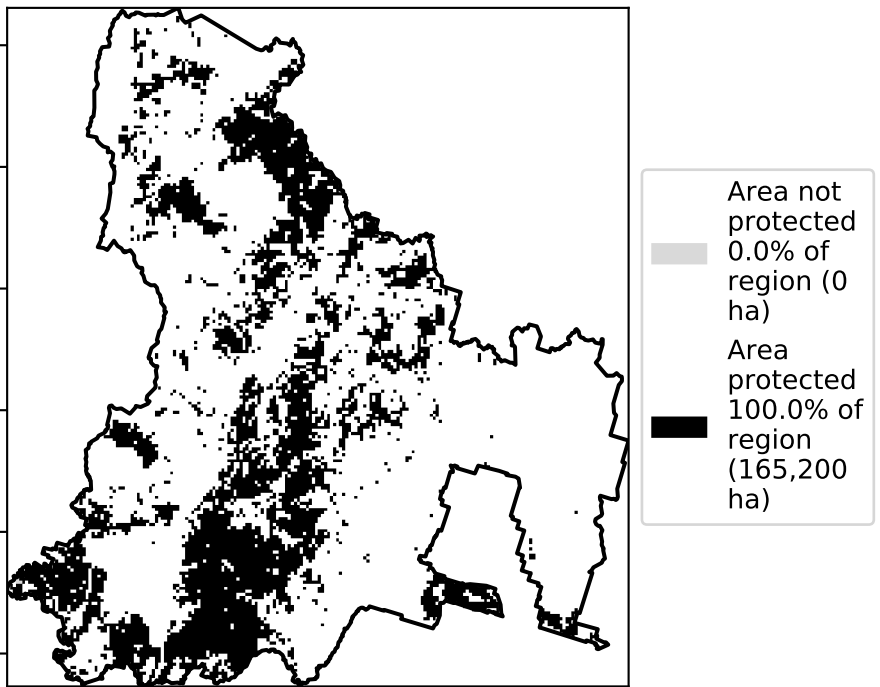 Area not
protected
0.0% of
region (0
ha)
Area
protected
100.0% of
region
(165,200
ha)